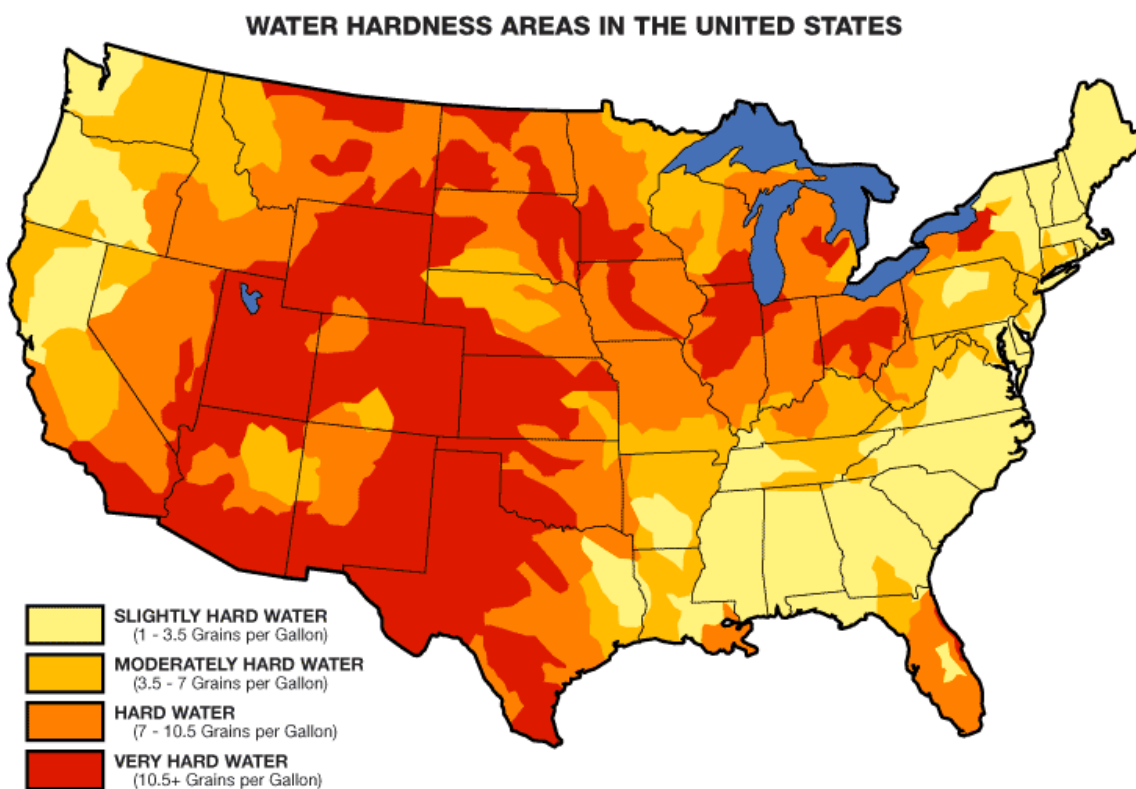 WATER HARDNESS AREAS IN THE UNITED STATES
SLIGHTLY HARD WATER
(1 - 3.5 Grains per Gallon)
MODERATELY HARD WATER
(3.5 - 7 Grains per Gallon)
HARD WATER
(7 - 10.5 Grains per Gallon)
VERY HARD WATER
(10.5+ Grains per Gallon)